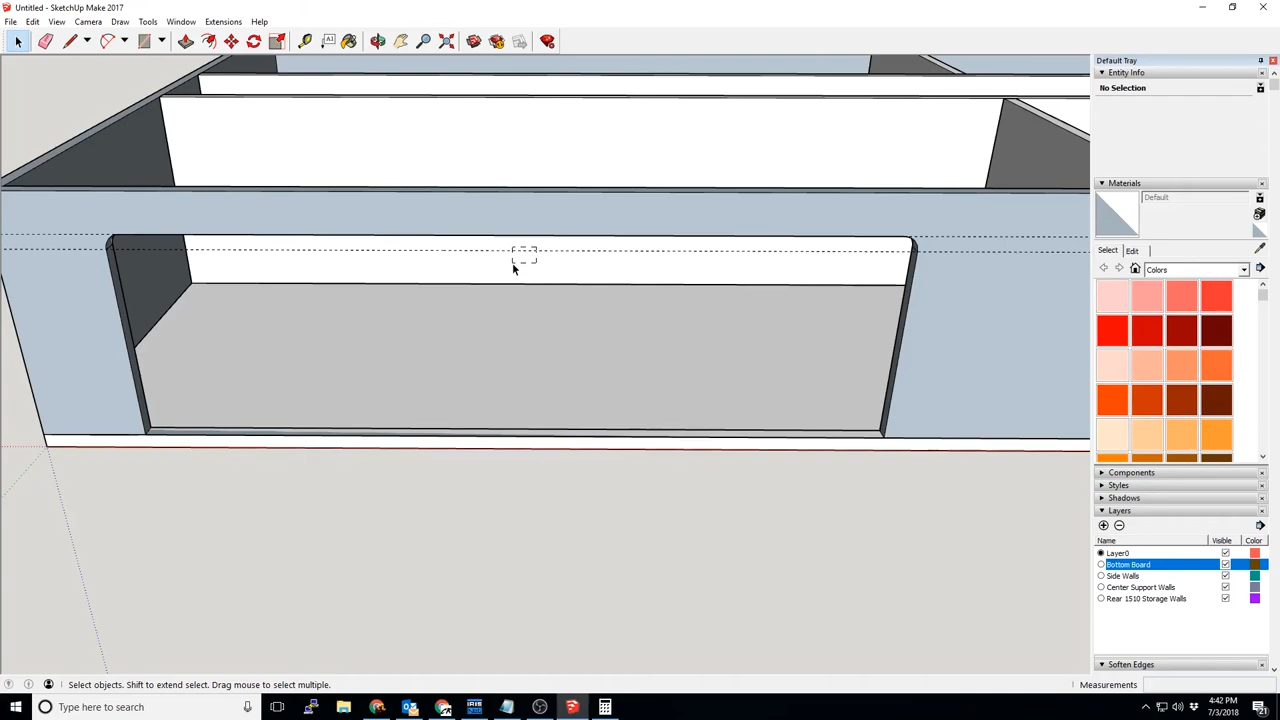 Untitled - SketchUp Make 2017
File Edit View Camera Draw Tools Window Extensions Help
Default Tray
Entity Info
No Selection
Materials
Default
Select Edit
Colors
Components
Styles
Shadows
Layers
Name Visible Color
Layer0
Bottom Board
Side Walls
Center Support Walls
Rear 1510 Storage Walls
Soften Edges
Select objects. Shift to extend select. Drag mouse to select multiple.
Measurements
Type here to search
4:42 PM
7/3/2018
21